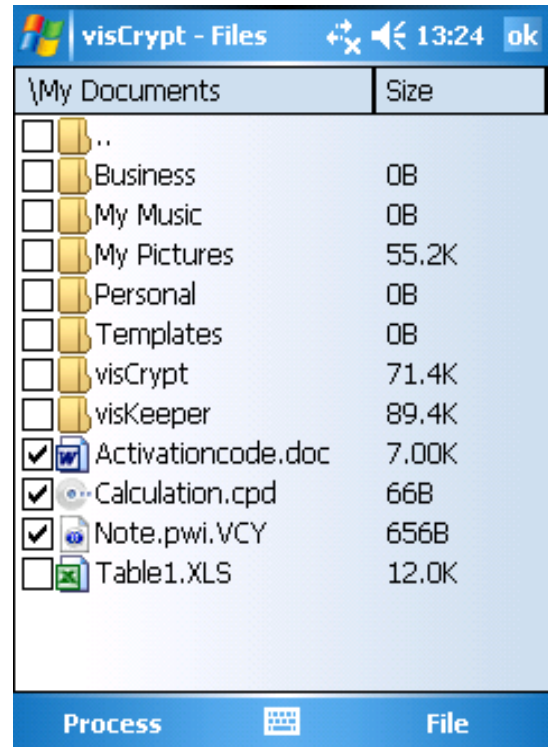 visCrypt - Files 13:24 ok
\My Documents Size
..
Business 0B
My Music 0B
My Pictures 55.2K
Personal 0B
Templates 0B
visCrypt 71.4K
visKeeper 89.4K
Activationcode.doc 7.00K
Calculation.cpd 66B
Note.pwi.VCY 656B
Table1.XLS 12.0K
Process File